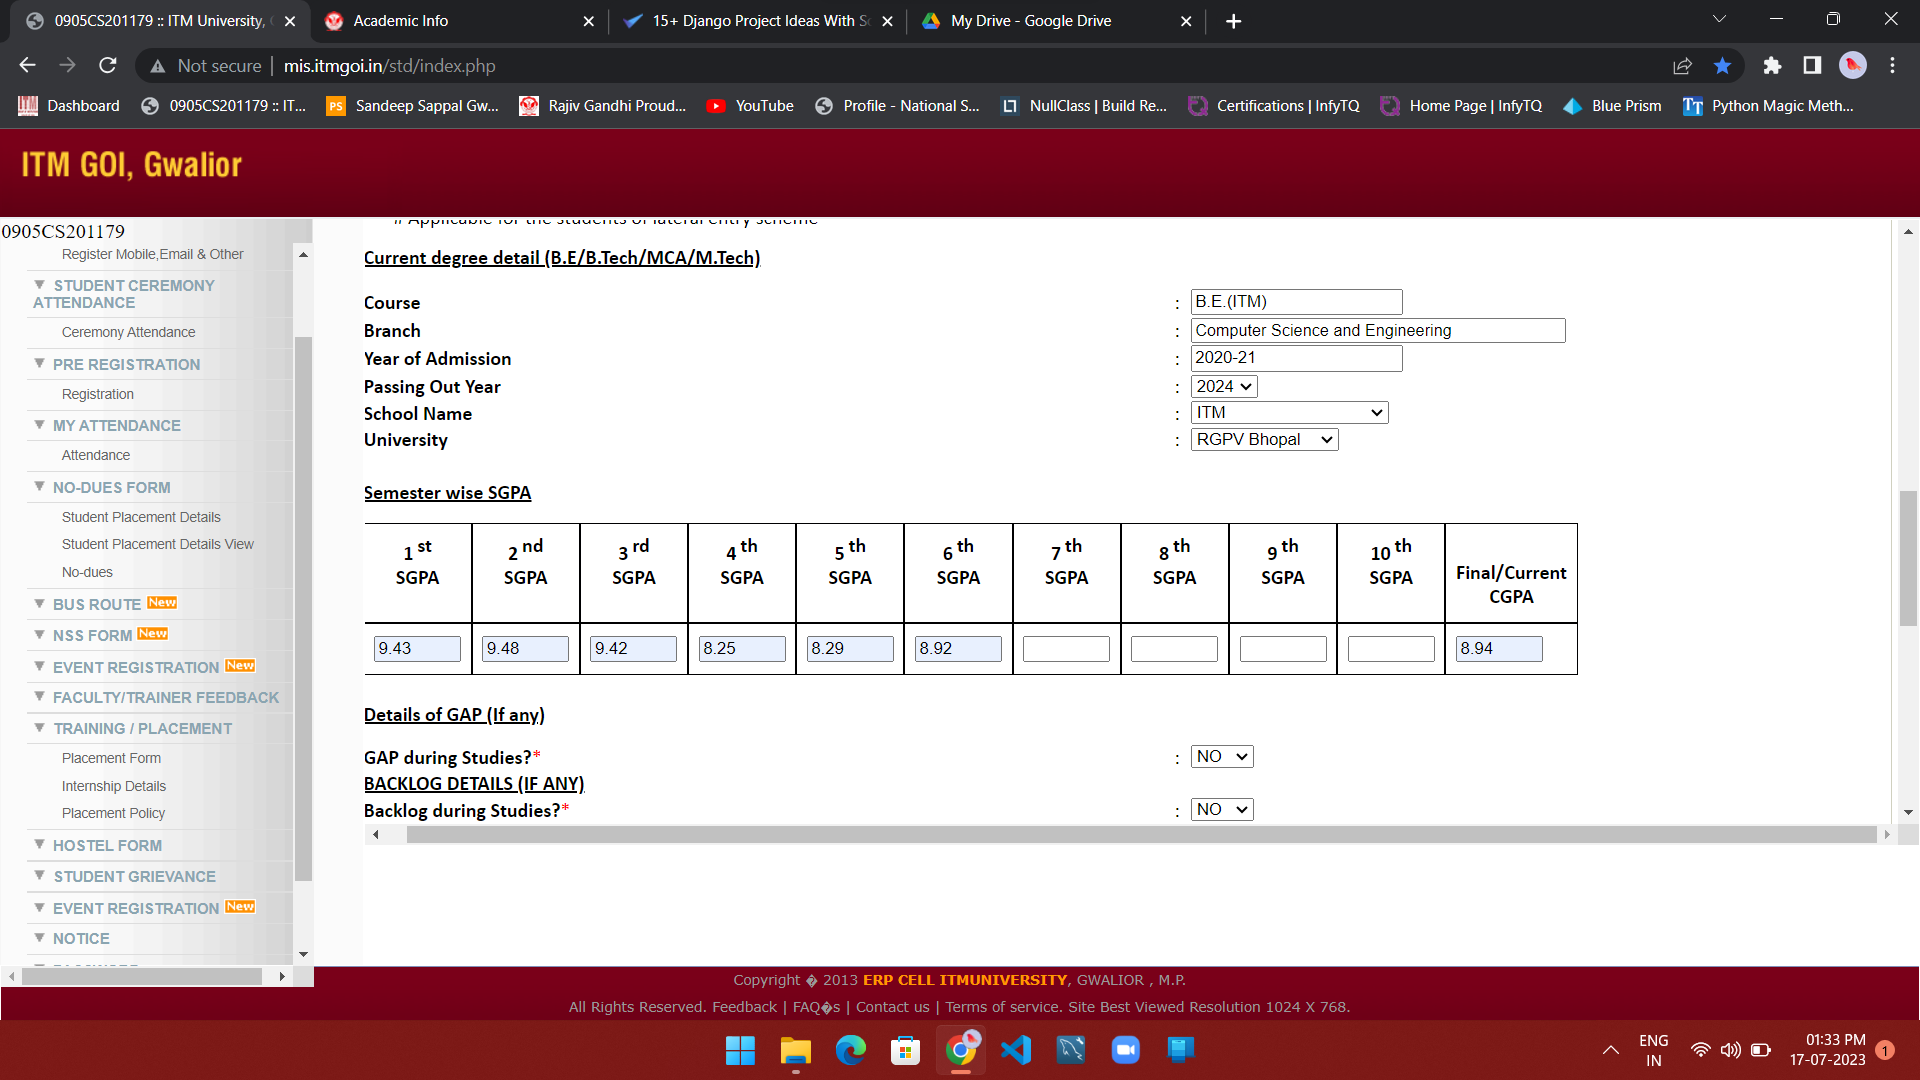 0905CS201179 :: ITM University,
Academic Info
15+ Django Project Ideas With So
My Drive - Google Drive
Not secure
mis.itmgoi.in/std/index.php
Dashboard
0905CS201179 :: IT...
PS
Sandeep Sappal Gw...
Rajiv Gandhi Proud...
YouTube
Profile - National S...
NullClass | Build Re...
Certifications | InfyTQ
Home Page | InfyTQ
Blue Prism
Python Magic Meth...
ITM GOI, Gwalior
0905CS201179
Register Mobile,Email & Other
STUDENT CEREMONY
ATTENDANCE
Ceremony Attendance
PRE REGISTRATION
Registration
MY ATTENDANCE
Attendance
NO-DUES FORM
Student Placement Details
Student Placement Details View
No-dues
BUS ROUTE New
NSS FORM New
EVENT REGISTRATION New
FACULTY/TRAINER FEEDBACK
TRAINING / PLACEMENT
Placement Form
Internship Details
Placement Policy
HOSTEL FORM
STUDENT GRIEVANCE
EVENT REGISTRATION New
NOTICE
# Applicable for the students of lateral entry scheme
Current degree detail (B.E/B.Tech/MCA/M.Tech)
Course : B.E.(ITM)
Branch : Computer Science and Engineering
Year of Admission : 2020-21
Passing Out Year : 2024
School Name : ITM
University : RGPV Bhopal
Semester wise SGPA
1 st SGPA
2 nd SGPA
3 rd SGPA
4 th SGPA
5 th SGPA
6 th SGPA
7 th SGPA
8 th SGPA
9 th SGPA
10 th SGPA
Final/Current CGPA
9.43 9.48 9.42 8.25 8.29 8.92 8.94
Details of GAP (If any)
GAP during Studies?* : NO
BACKLOG DETAILS (IF ANY)
Backlog during Studies?* : NO
Copyright � 2013 ERP CELL ITMUNIVERSITY, GWALIOR , M.P.
All Rights Reserved. Feedback | FAQ�s | Contact us | Terms of service. Site Best Viewed Resolution 1024 X 768.
ENG
IN
01:33 PM
17-07-2023
1